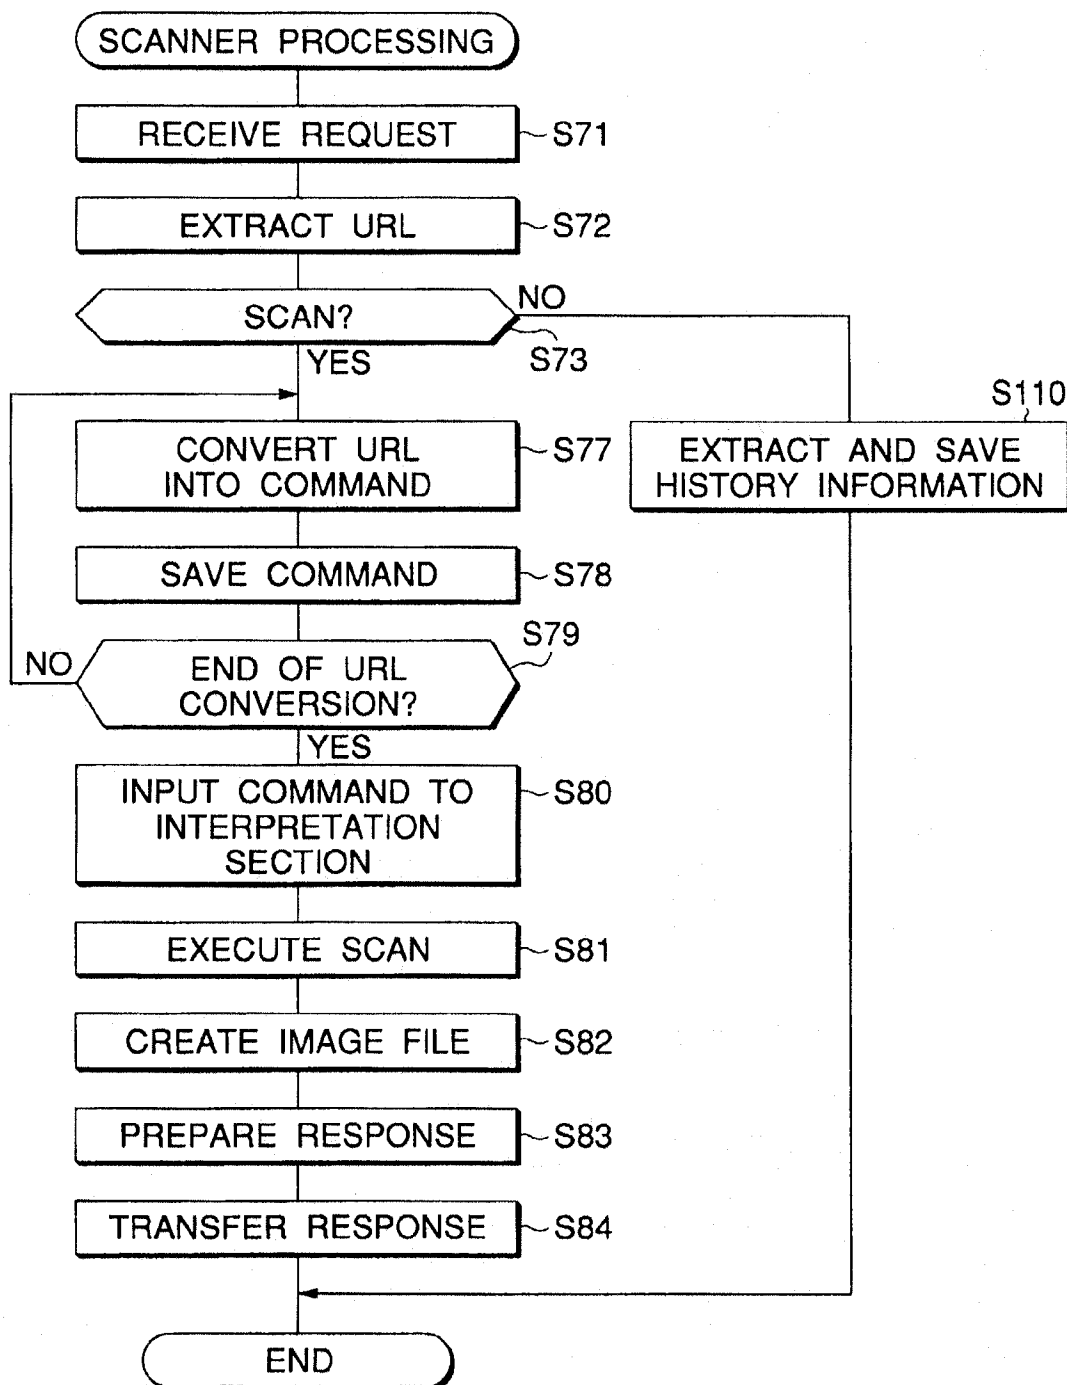 SCANNER PROCESSING
RECEIVE REQUEST
S71
EXTRACT URL
S72
SCAN?
NO
S73
YES
S110
CONVERT URL
INTO COMMAND
S77
EXTRACT AND SAVE
HISTORY INFORMATION
SAVE COMMAND
S78
S79
NO
END OF URL
CONVERSION?
YES
INPUT COMMAND TO
INTERPRETATION
SECTION
S80
EXECUTE SCAN
S81
CREATE IMAGE FILE
S82
PREPARE RESPONSE
S83
TRANSFER RESPONSE
S84
END